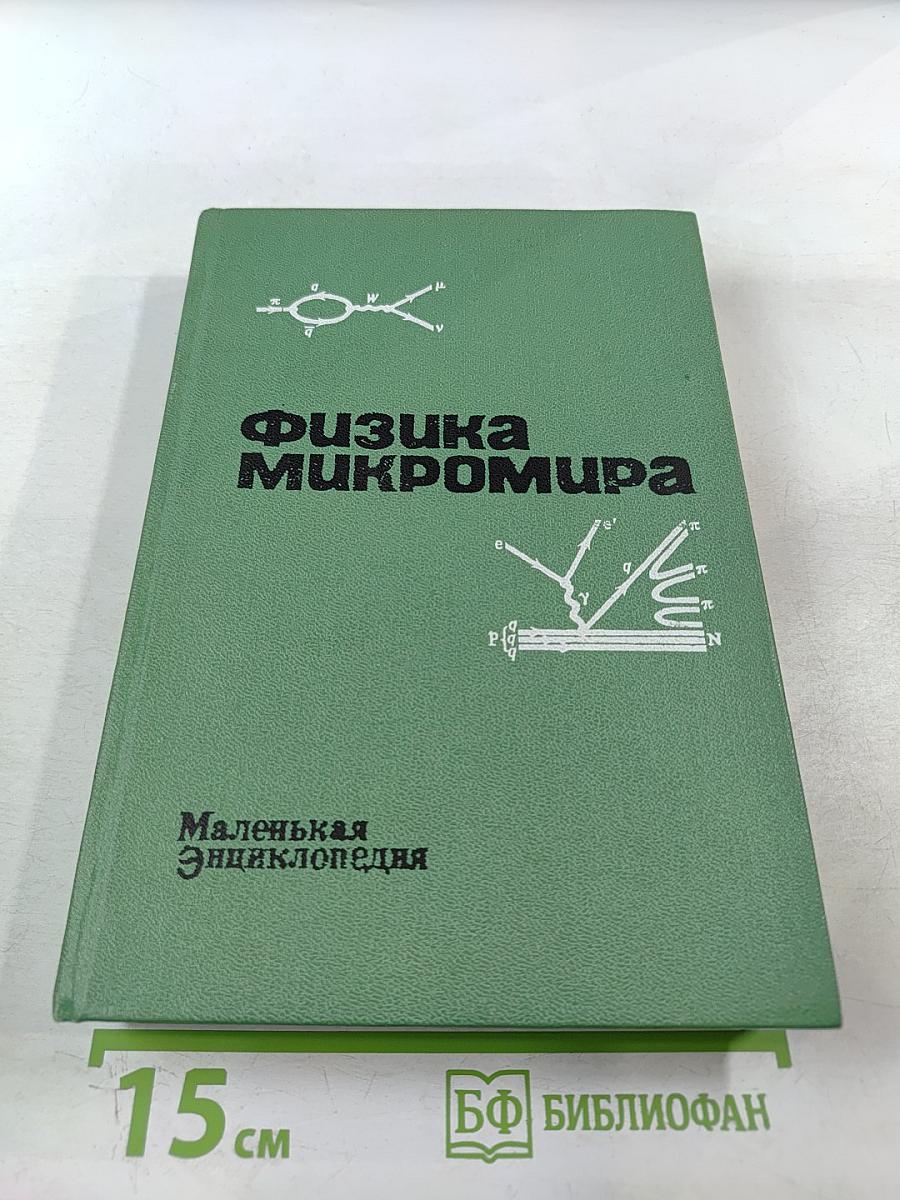 π q q̄ W μ ν
Физика
микромира
e e' γ q π π π
P { q q q N
Маленькая
Энциклопедия
15 см
БФ БИБЛИОФАН